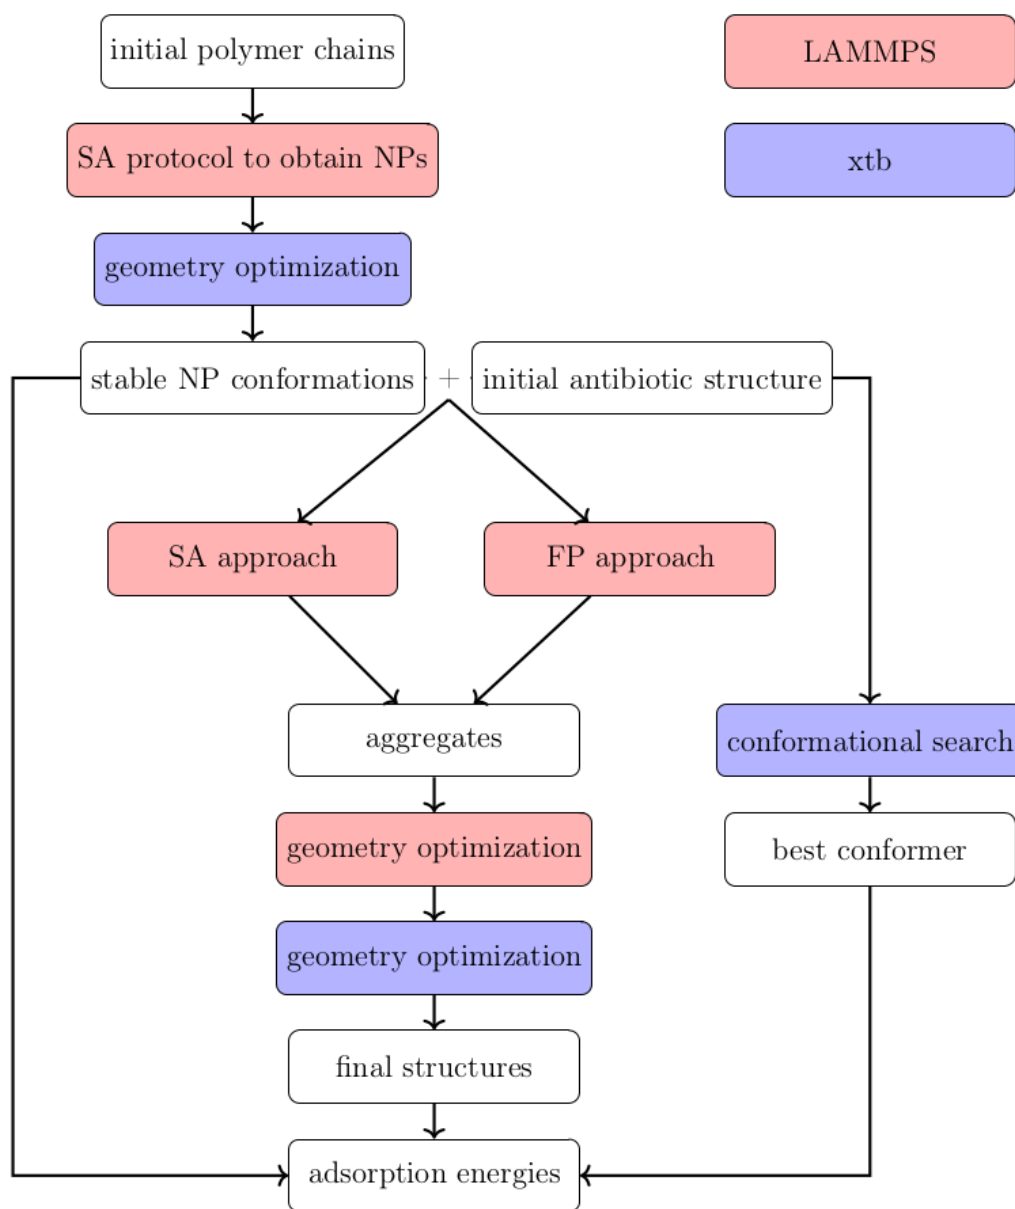 initial polymer chains
LAMMPS
SA protocol to obtain NPs
xtb
geometry optimization
stable NP conformations + initial antibiotic structure
SA approach
FP approach
aggregates
conformational search
geometry optimization
best conformer
geometry optimization
final structures
adsorption energies